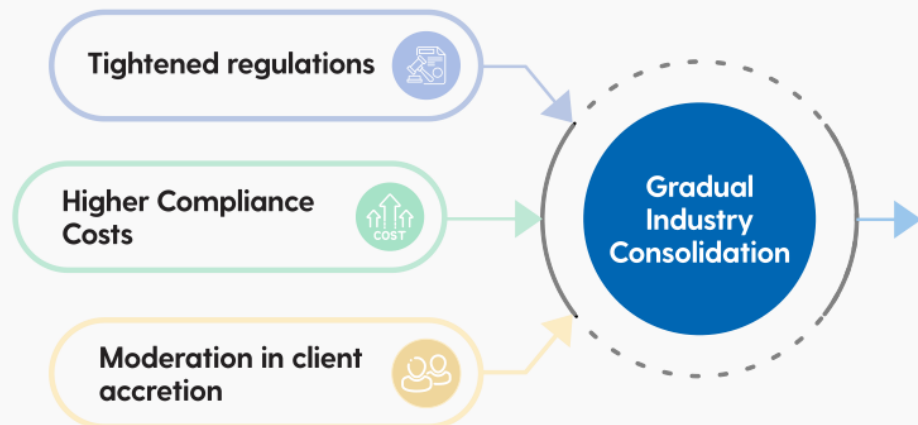 Tightened regulations
Higher Compliance
Costs
COST
Moderation in client
accretion
Gradual
Industry
Consolidation